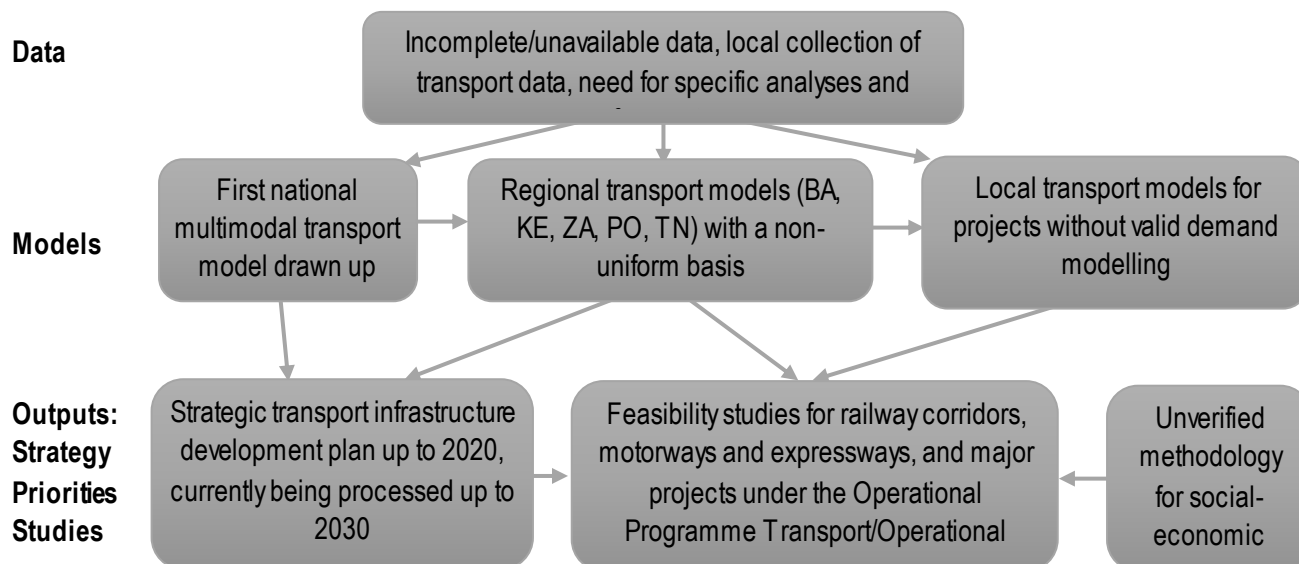 Data
Incomplete/unavailable data, local collection of
transport data, need for specific analyses and
Models
First national
multimodal transport
model drawn up
Regional transport models (BA,
KE, ZA, PO, TN) with a non-
uniform basis
Local transport models for
projects without valid demand
modelling
Outputs:
Strategy
Priorities
Studies
Strategic transport infrastructure
development plan up to 2020,
currently being processed up to
2030
Feasibility studies for railway corridors,
motorways and expressways, and major
projects under the Operational
Programme Transport/Operational
Unverified
methodology
for social-
economic